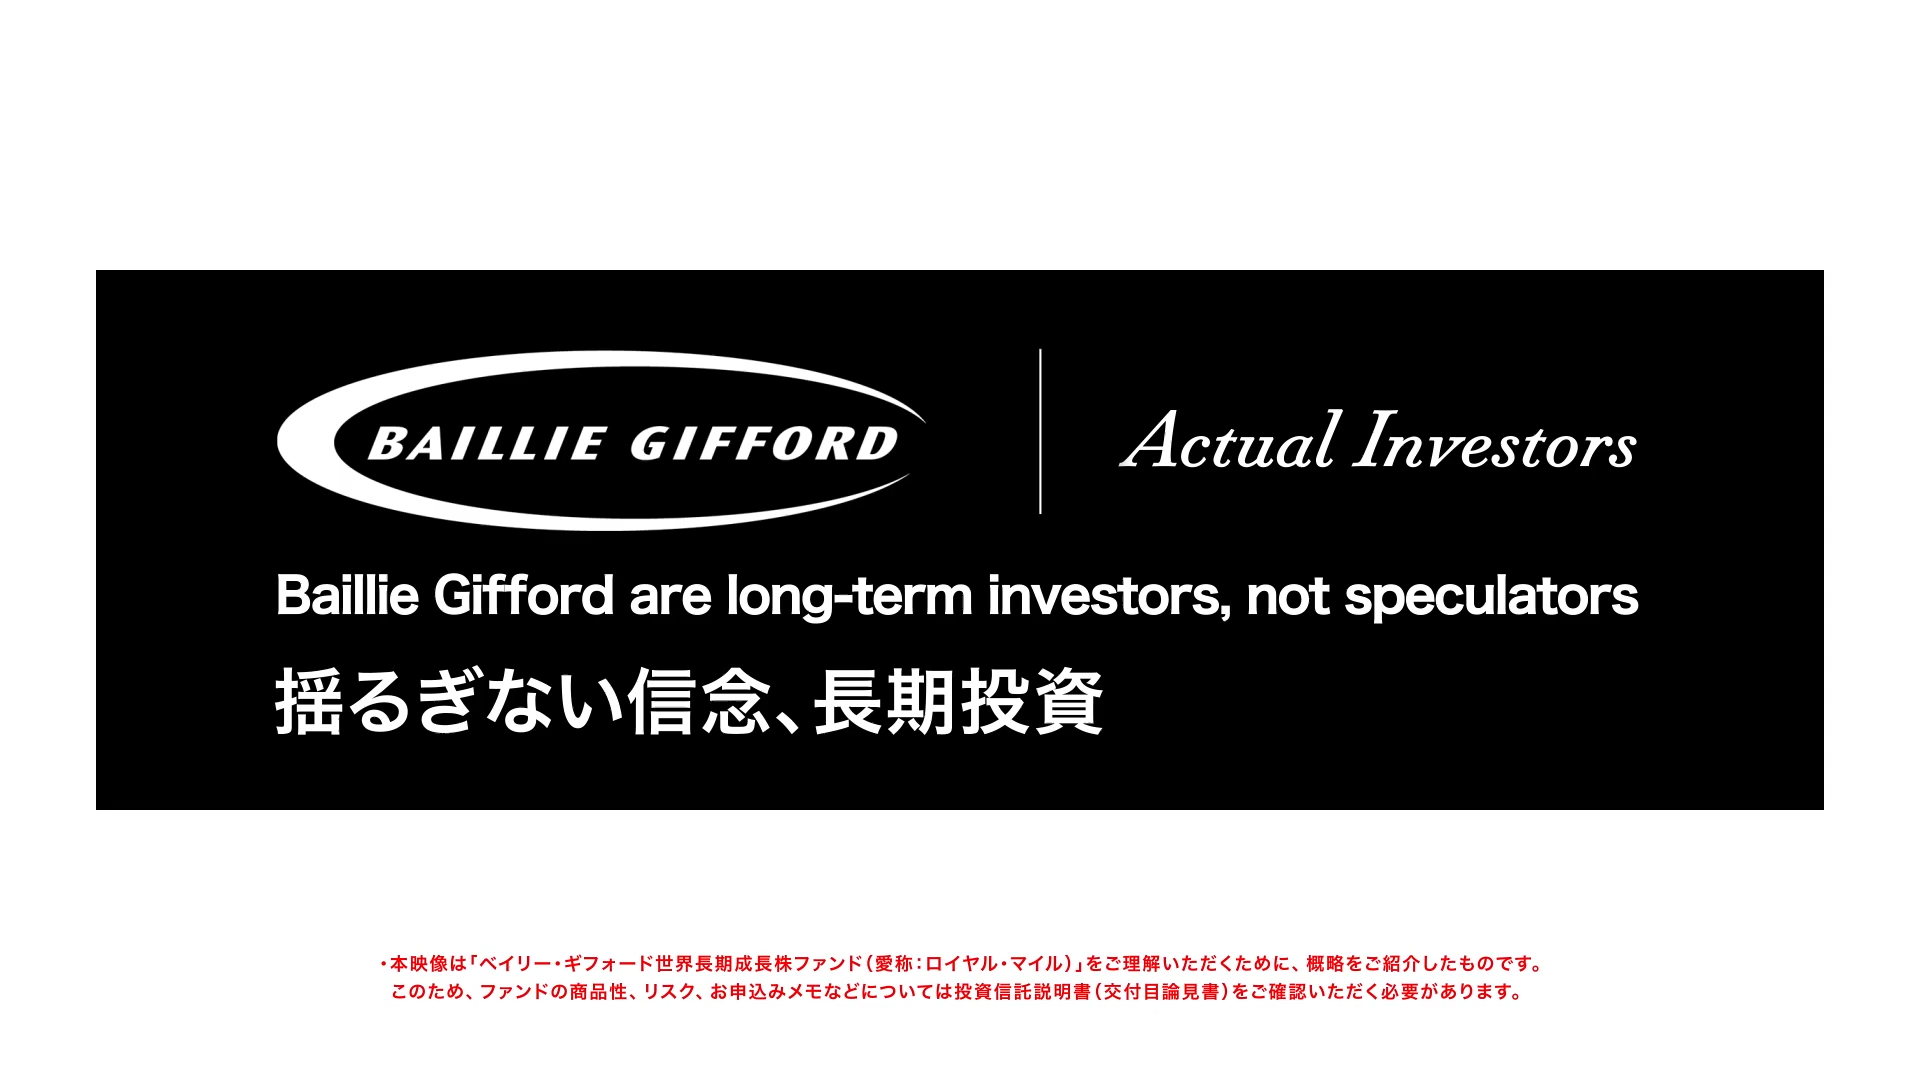 BAILLIE GIFFORD
Actual Investors
Baillie Gifford are long-term investors, not speculators
揺るぎない信念、長期投資
・本映像は「ベイリー・ギフォード世界長期成長株ファンド（愛称：ロイヤル・マイル）」をご理解いただくために、概略をご紹介したものです。
このため、ファンドの商品性、リスク、お申込みメモなどについては投資信託説明書（交付目論見書）をご確認いただく必要があります。